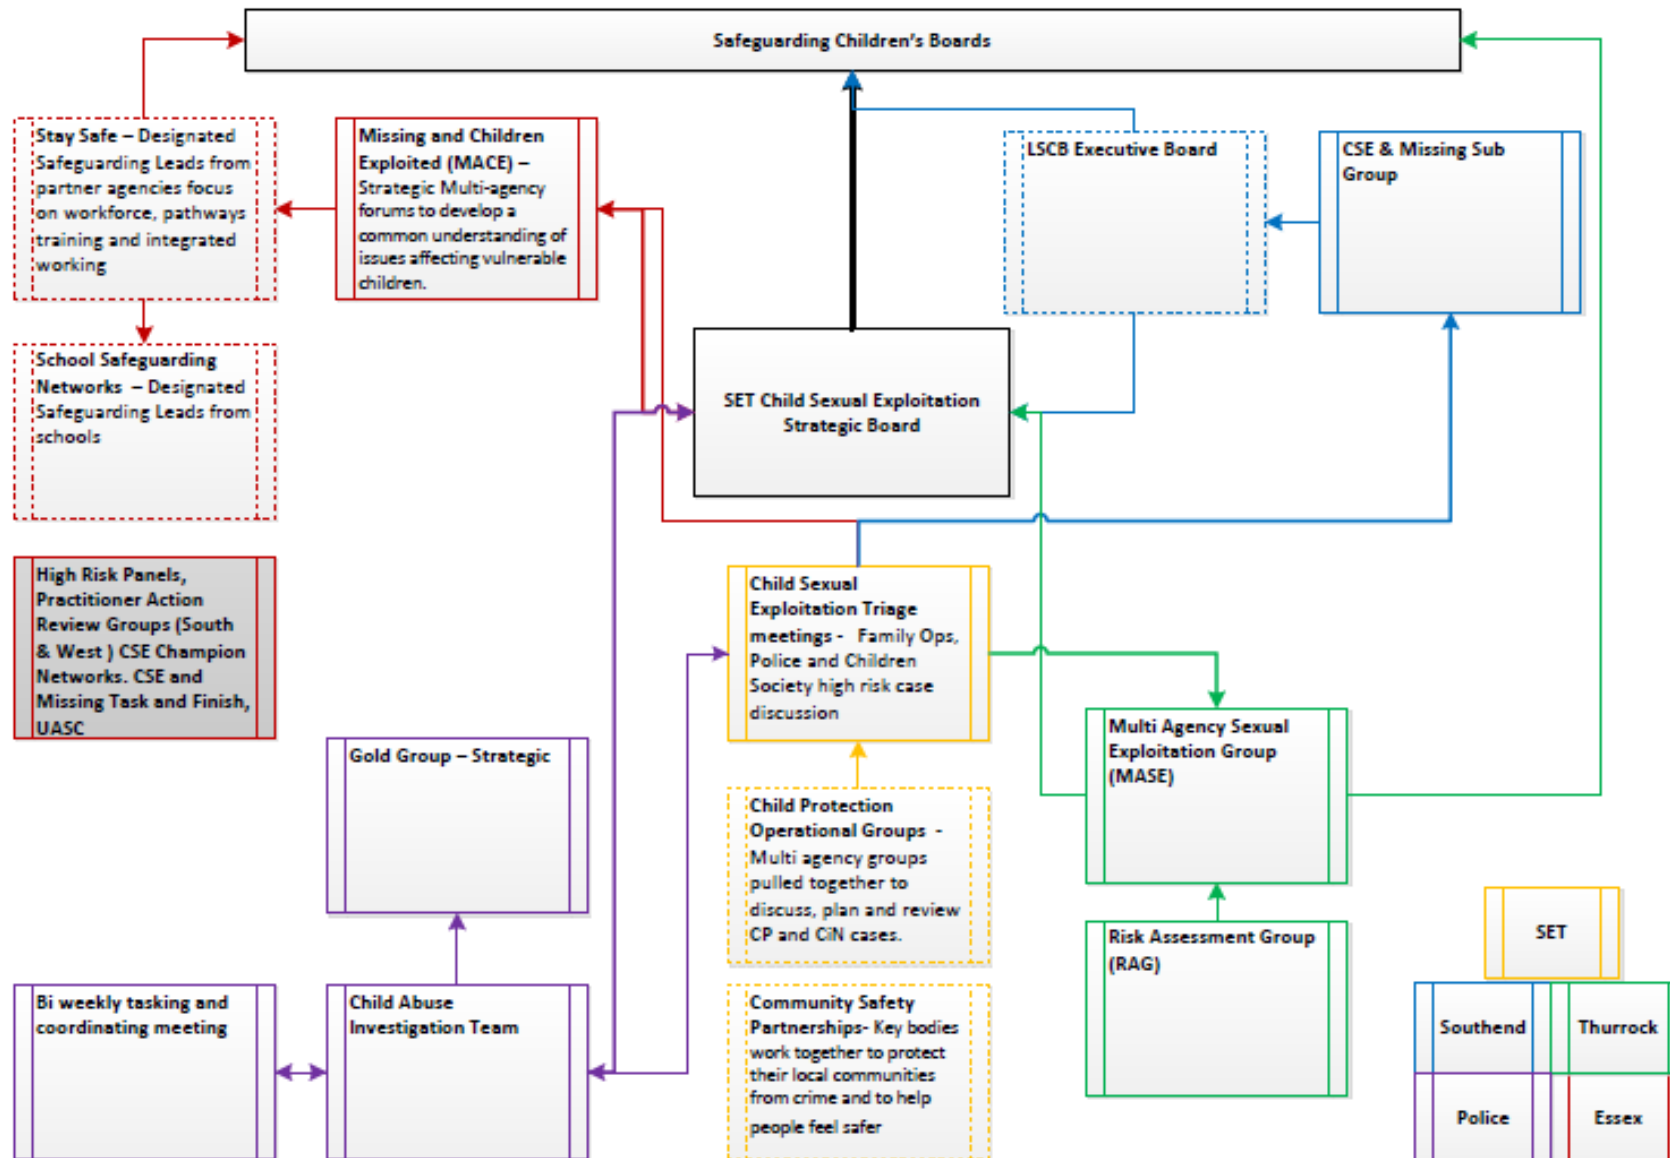 Safeguarding Children's Boards
Stay Safe – Designated
Safeguarding Leads from
partner agencies focus
on workforce, pathways
training and integrated
working
Missing and Children
Exploited (MACE) –
Strategic Multi-agency
forums to develop a
common understanding of
issues affecting vulnerable
children.
LSCB Executive Board
CSE & Missing Sub
Group
School Safeguarding
Networks – Designated
Safeguarding Leads from
schools
SET Child Sexual Exploitation
Strategic Board
High Risk Panels,
Practitioner Action
Review Groups (South
& West ) CSE Champion
Networks. CSE and
Missing Task and Finish,
UASC
Child Sexual
Exploitation Triage
meetings - Family Ops,
Police and Children
Society high risk case
discussion
Multi Agency Sexual
Exploitation Group
(MASE)
Gold Group – Strategic
Child Protection
Operational Groups -
Multi agency groups
pulled together to
discuss, plan and review
CP and CiN cases.
Risk Assessment Group
(RAG)
Bi weekly tasking and
coordinating meeting
Child Abuse
Investigation Team
Community Safety
Partnerships- Key bodies
work together to protect
their local communities
from crime and to help
people feel safer
SET
Southend
Thurrock
Police
Essex